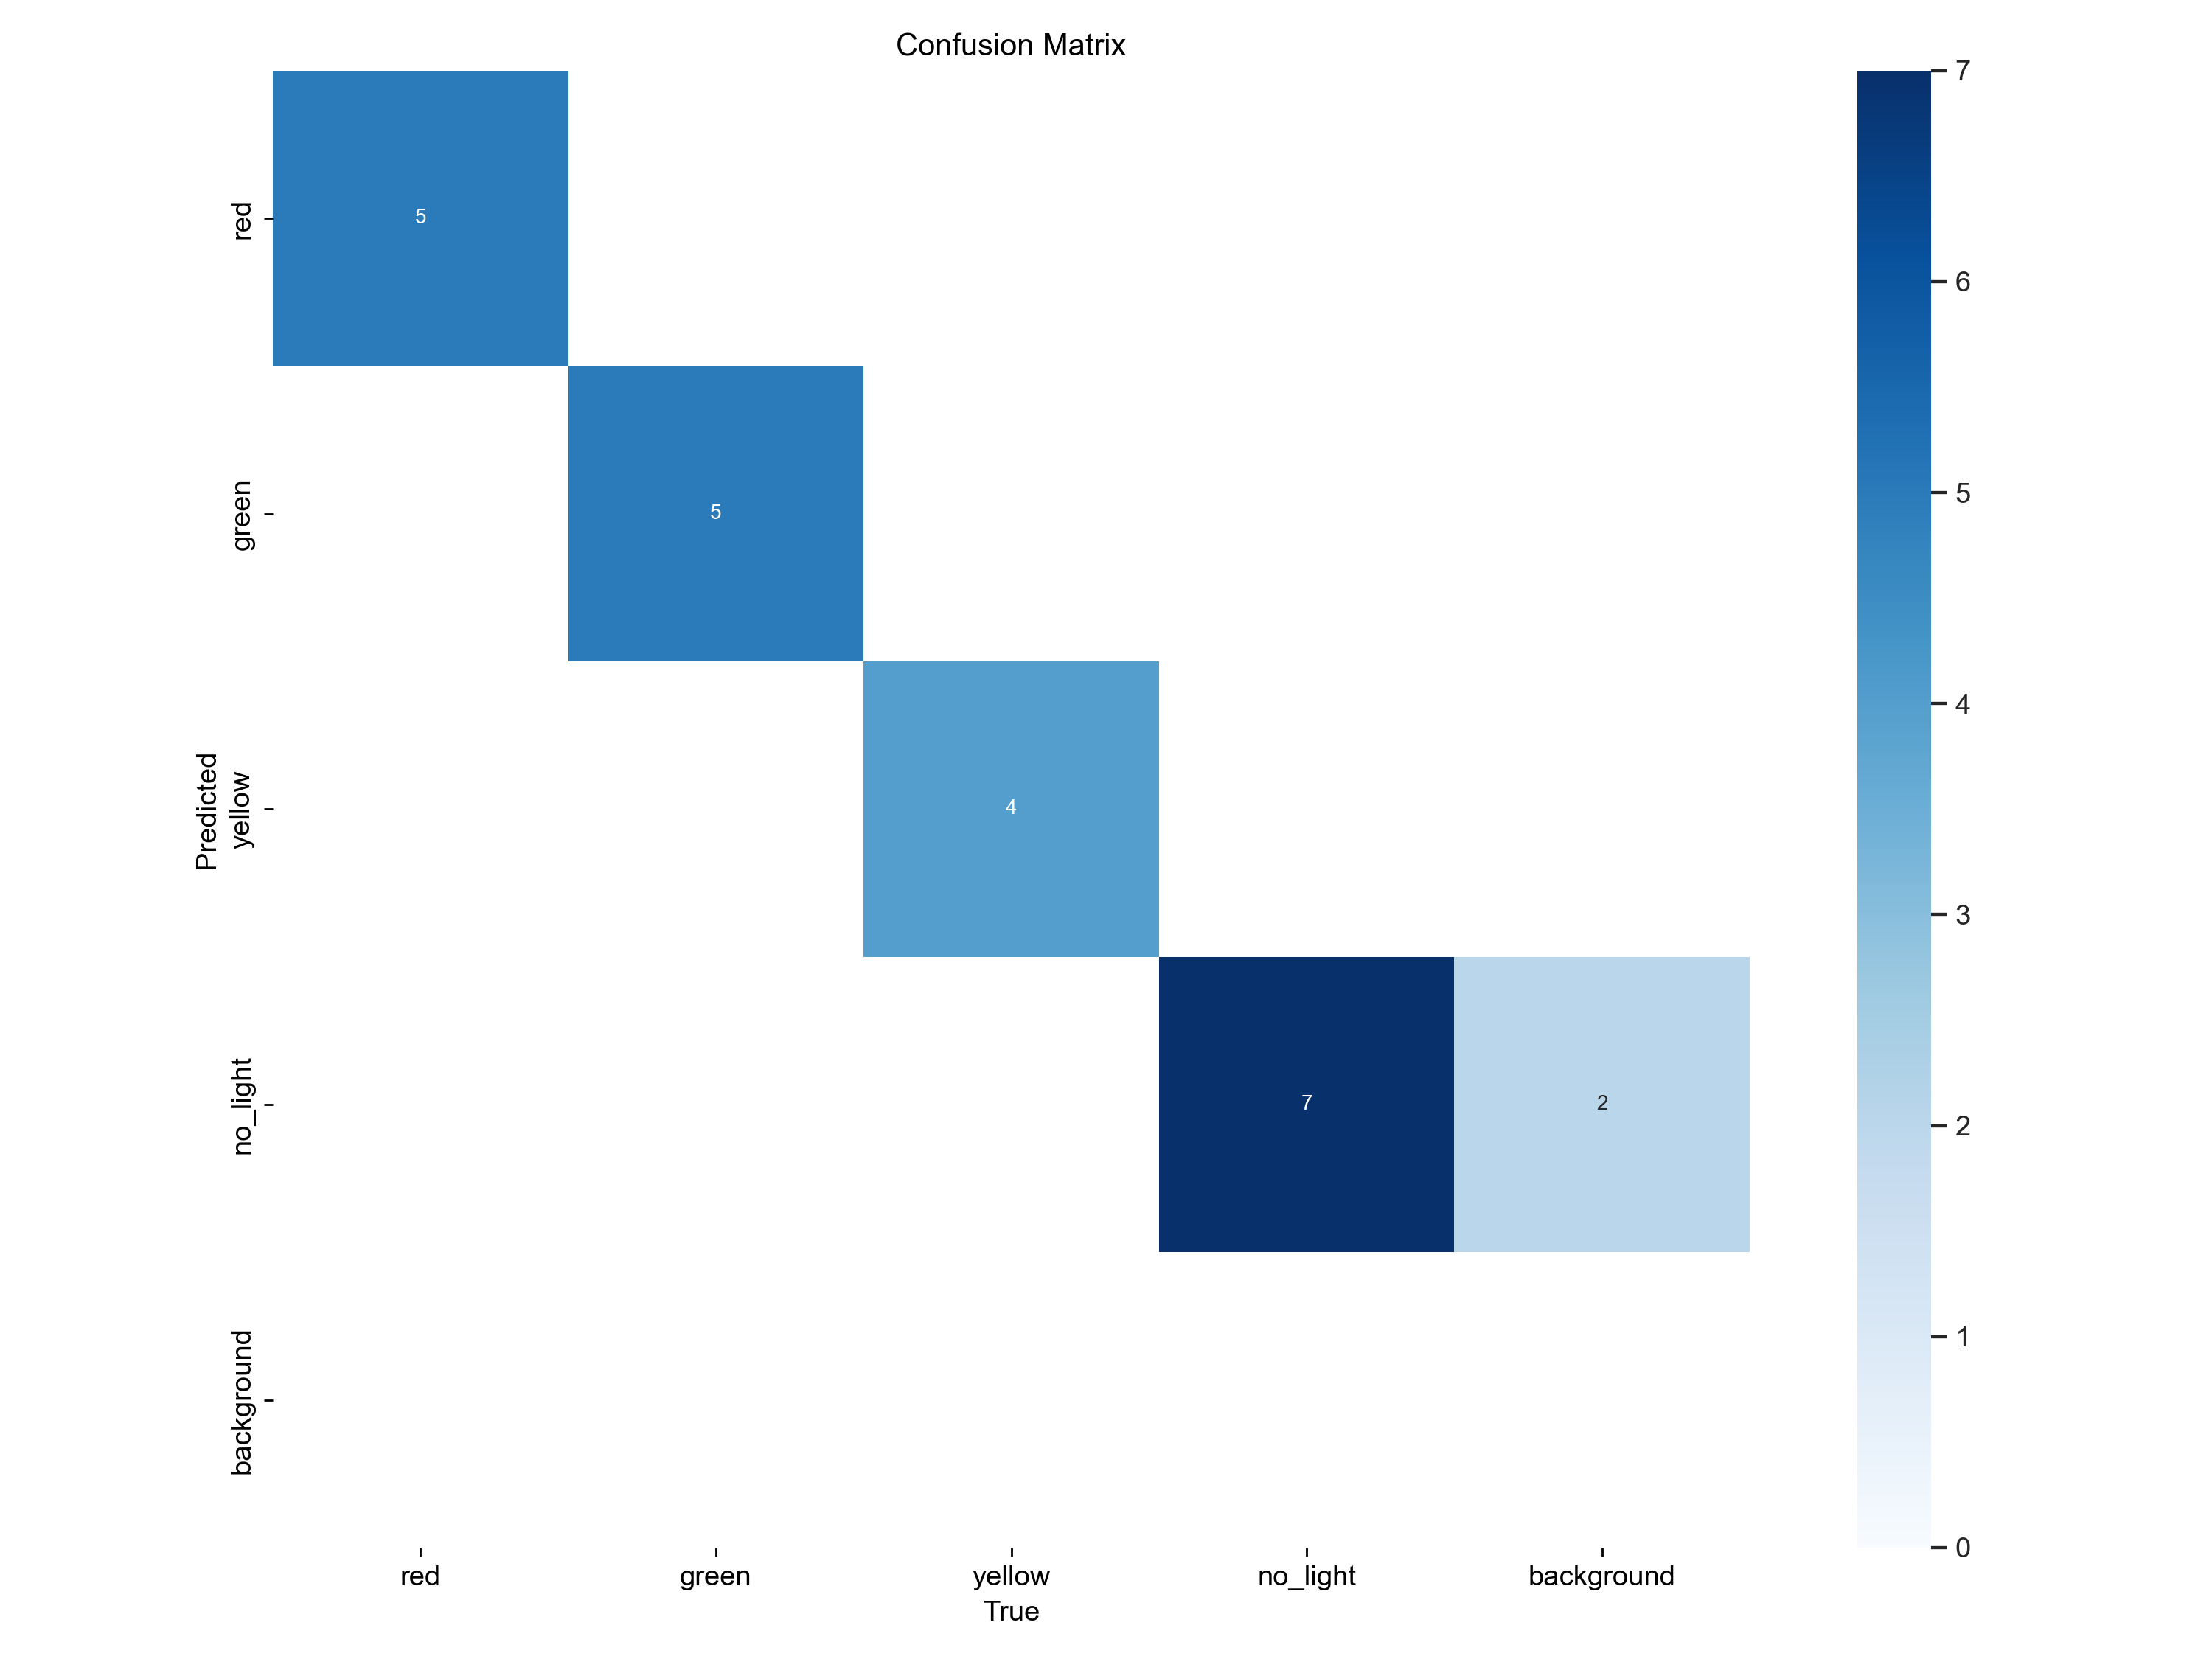 Confusion Matrix
7
6
5
4
3
2
1
0
red
green
yellow
no_light
background
Predicted
5
5
4
7
2
red
green
yellow
no_light
background
True